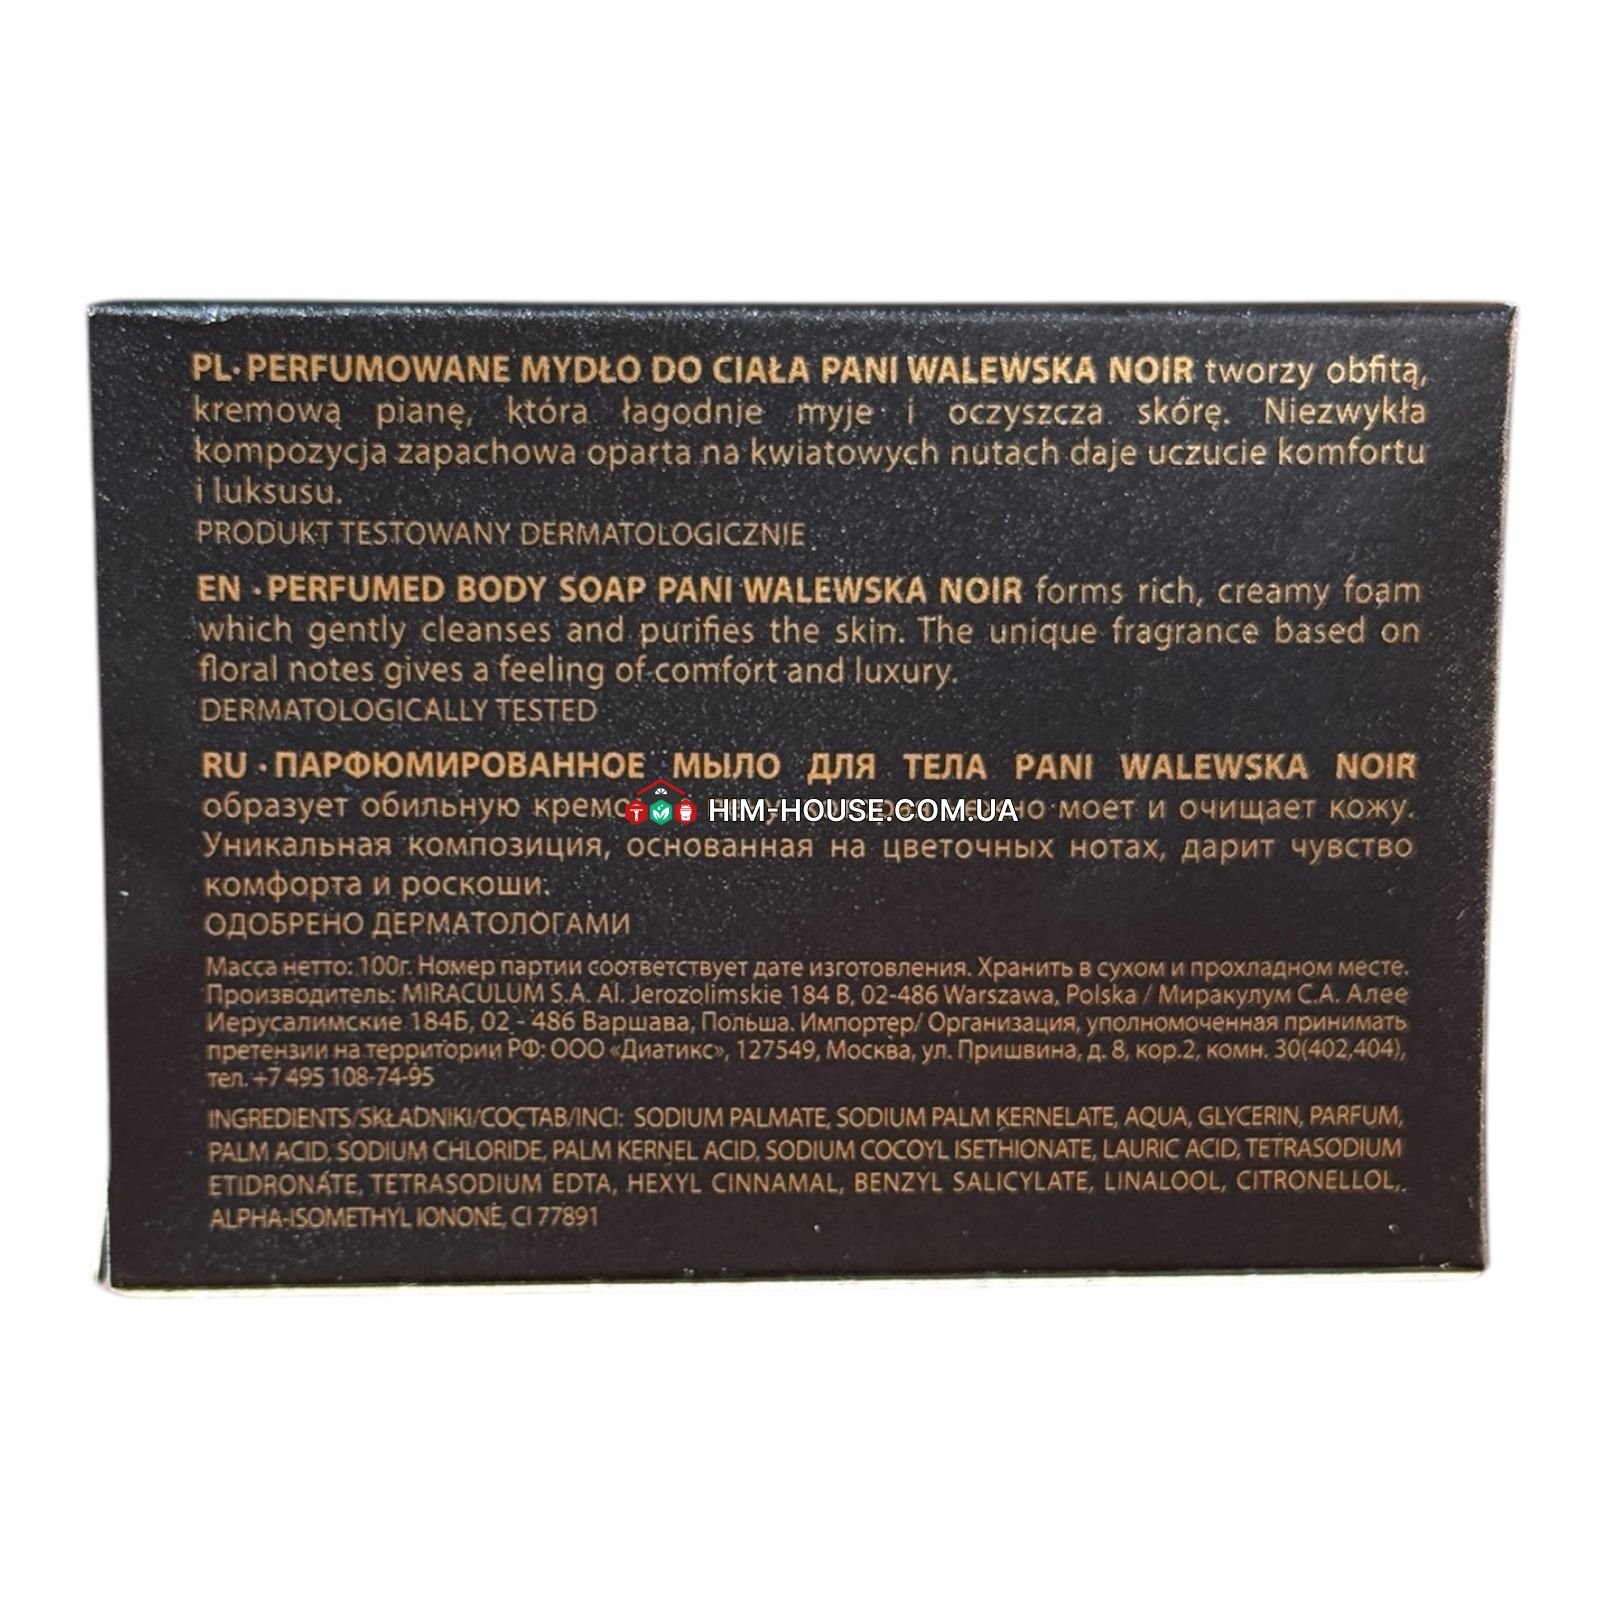 PL· PERFUMOWANE MYDŁO DO CIAŁA PANI WALEWSKA NOIR tworzy obfitą,
kremową pianę, która łagodnie myje i oczyszcza skórę. Niezwykła
kompozycja zapachowa oparta na kwiatowych nutach daje uczucie komfortu
i luksusu.
PRODUKT TESTOWANY DERMATOLOGICZNIE
EN · PERFUMED BODY SOAP PANI WALEWSKA NOIR forms rich, creamy foam
which gently cleanses and purifies the skin. The unique fragrance based on
floral notes gives a feeling of comfort and luxury.
DERMATOLOGICALLY TESTED
RU · ПАРФЮМИРОВАННОЕ МЫЛО ДЛЯ ТЕЛА PANI WALEWSKA NOIR
образует обильную моет и очищает кожу.
HIM-HOUSE.COM.UA
Уникальная композиция, основанная на цветочных нотах, дарит чувство
комфорта и роскоши.
ОДОБРЕНО ДЕРМАТОЛОГАМИ
Масса нетто: 100г. Номер партии соответствует дате изготовления. Хранить в сухом и прохладном месте.
Производитель: MIRACULUM S.A. Al. Jerozolimskie 184 B, 02-486 Warszawa, Polska / Миракулум С.А. Алее
Иерусалимские 184Б, 02 - 486 Варшава, Польша. Импортер/ Организация, уполномоченная принимать
претензии на территории РФ: ООО «Диатикс», 127549, Москва, ул. Пришвина, д. 8, кор.2, комн. 30(402,404),
тел. +7 495 108-74-95
INGREDIENTS/SKŁADNIKI/СОСТАВ/INCI: SODIUM PALMATE, SODIUM PALM KERNELATE, AQUA, GLYCERIN, PARFUM,
PALM ACID, SODIUM CHLORIDE, PALM KERNEL ACID, SODIUM COCOYL ISETHIONATE, LAURIC ACID, TETRASODIUM
ETIDRONATE, TETRASODIUM EDTA, HEXYL CINNAMAL, BENZYL SALICYLATE, LINALOOL, CITRONELLOL,
ALPHA-ISOMETHYL IONONE, CI 77891